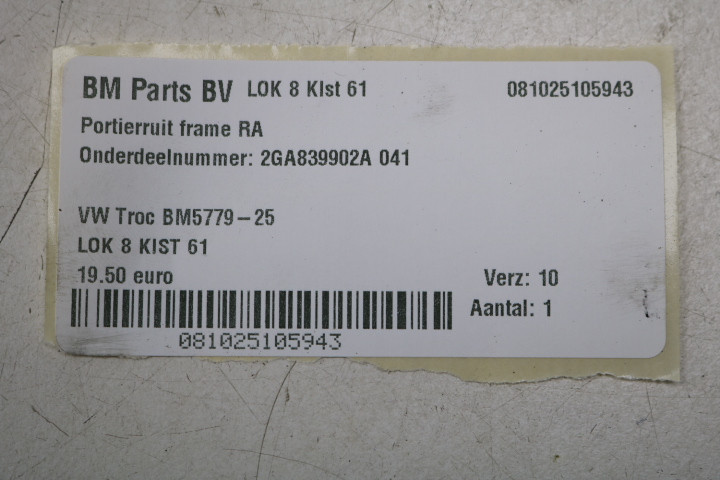 BM Parts BV LOK 8 KIst 61 081025105943
Portierruit frame RA
Onderdeelnummer: 2GA839902A 041
VW Troc BM5779-25
LOK 8 KIST 61
19.50 euro Verz: 10
Aantal: 1
081025105943